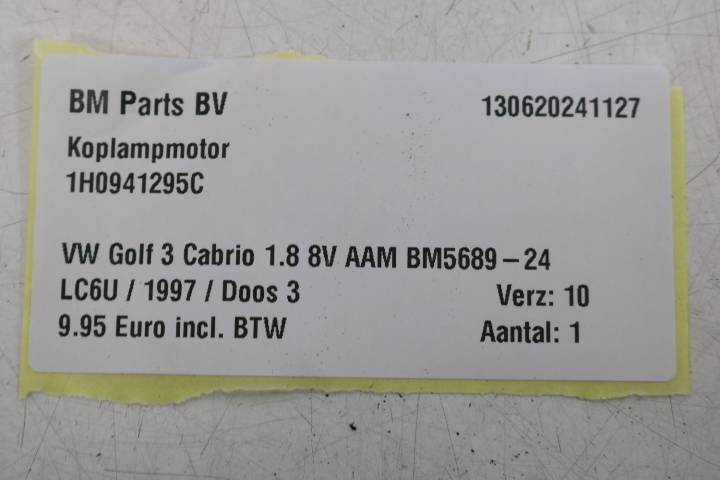 BM Parts BV 130620241127
Koplampmotor
1H0941295C
VW Golf 3 Cabrio 1.8 8V AAM BM5689-24
LC6U / 1997 / Doos 3 Verz: 10
9.95 Euro incl. BTW Aantal: 1